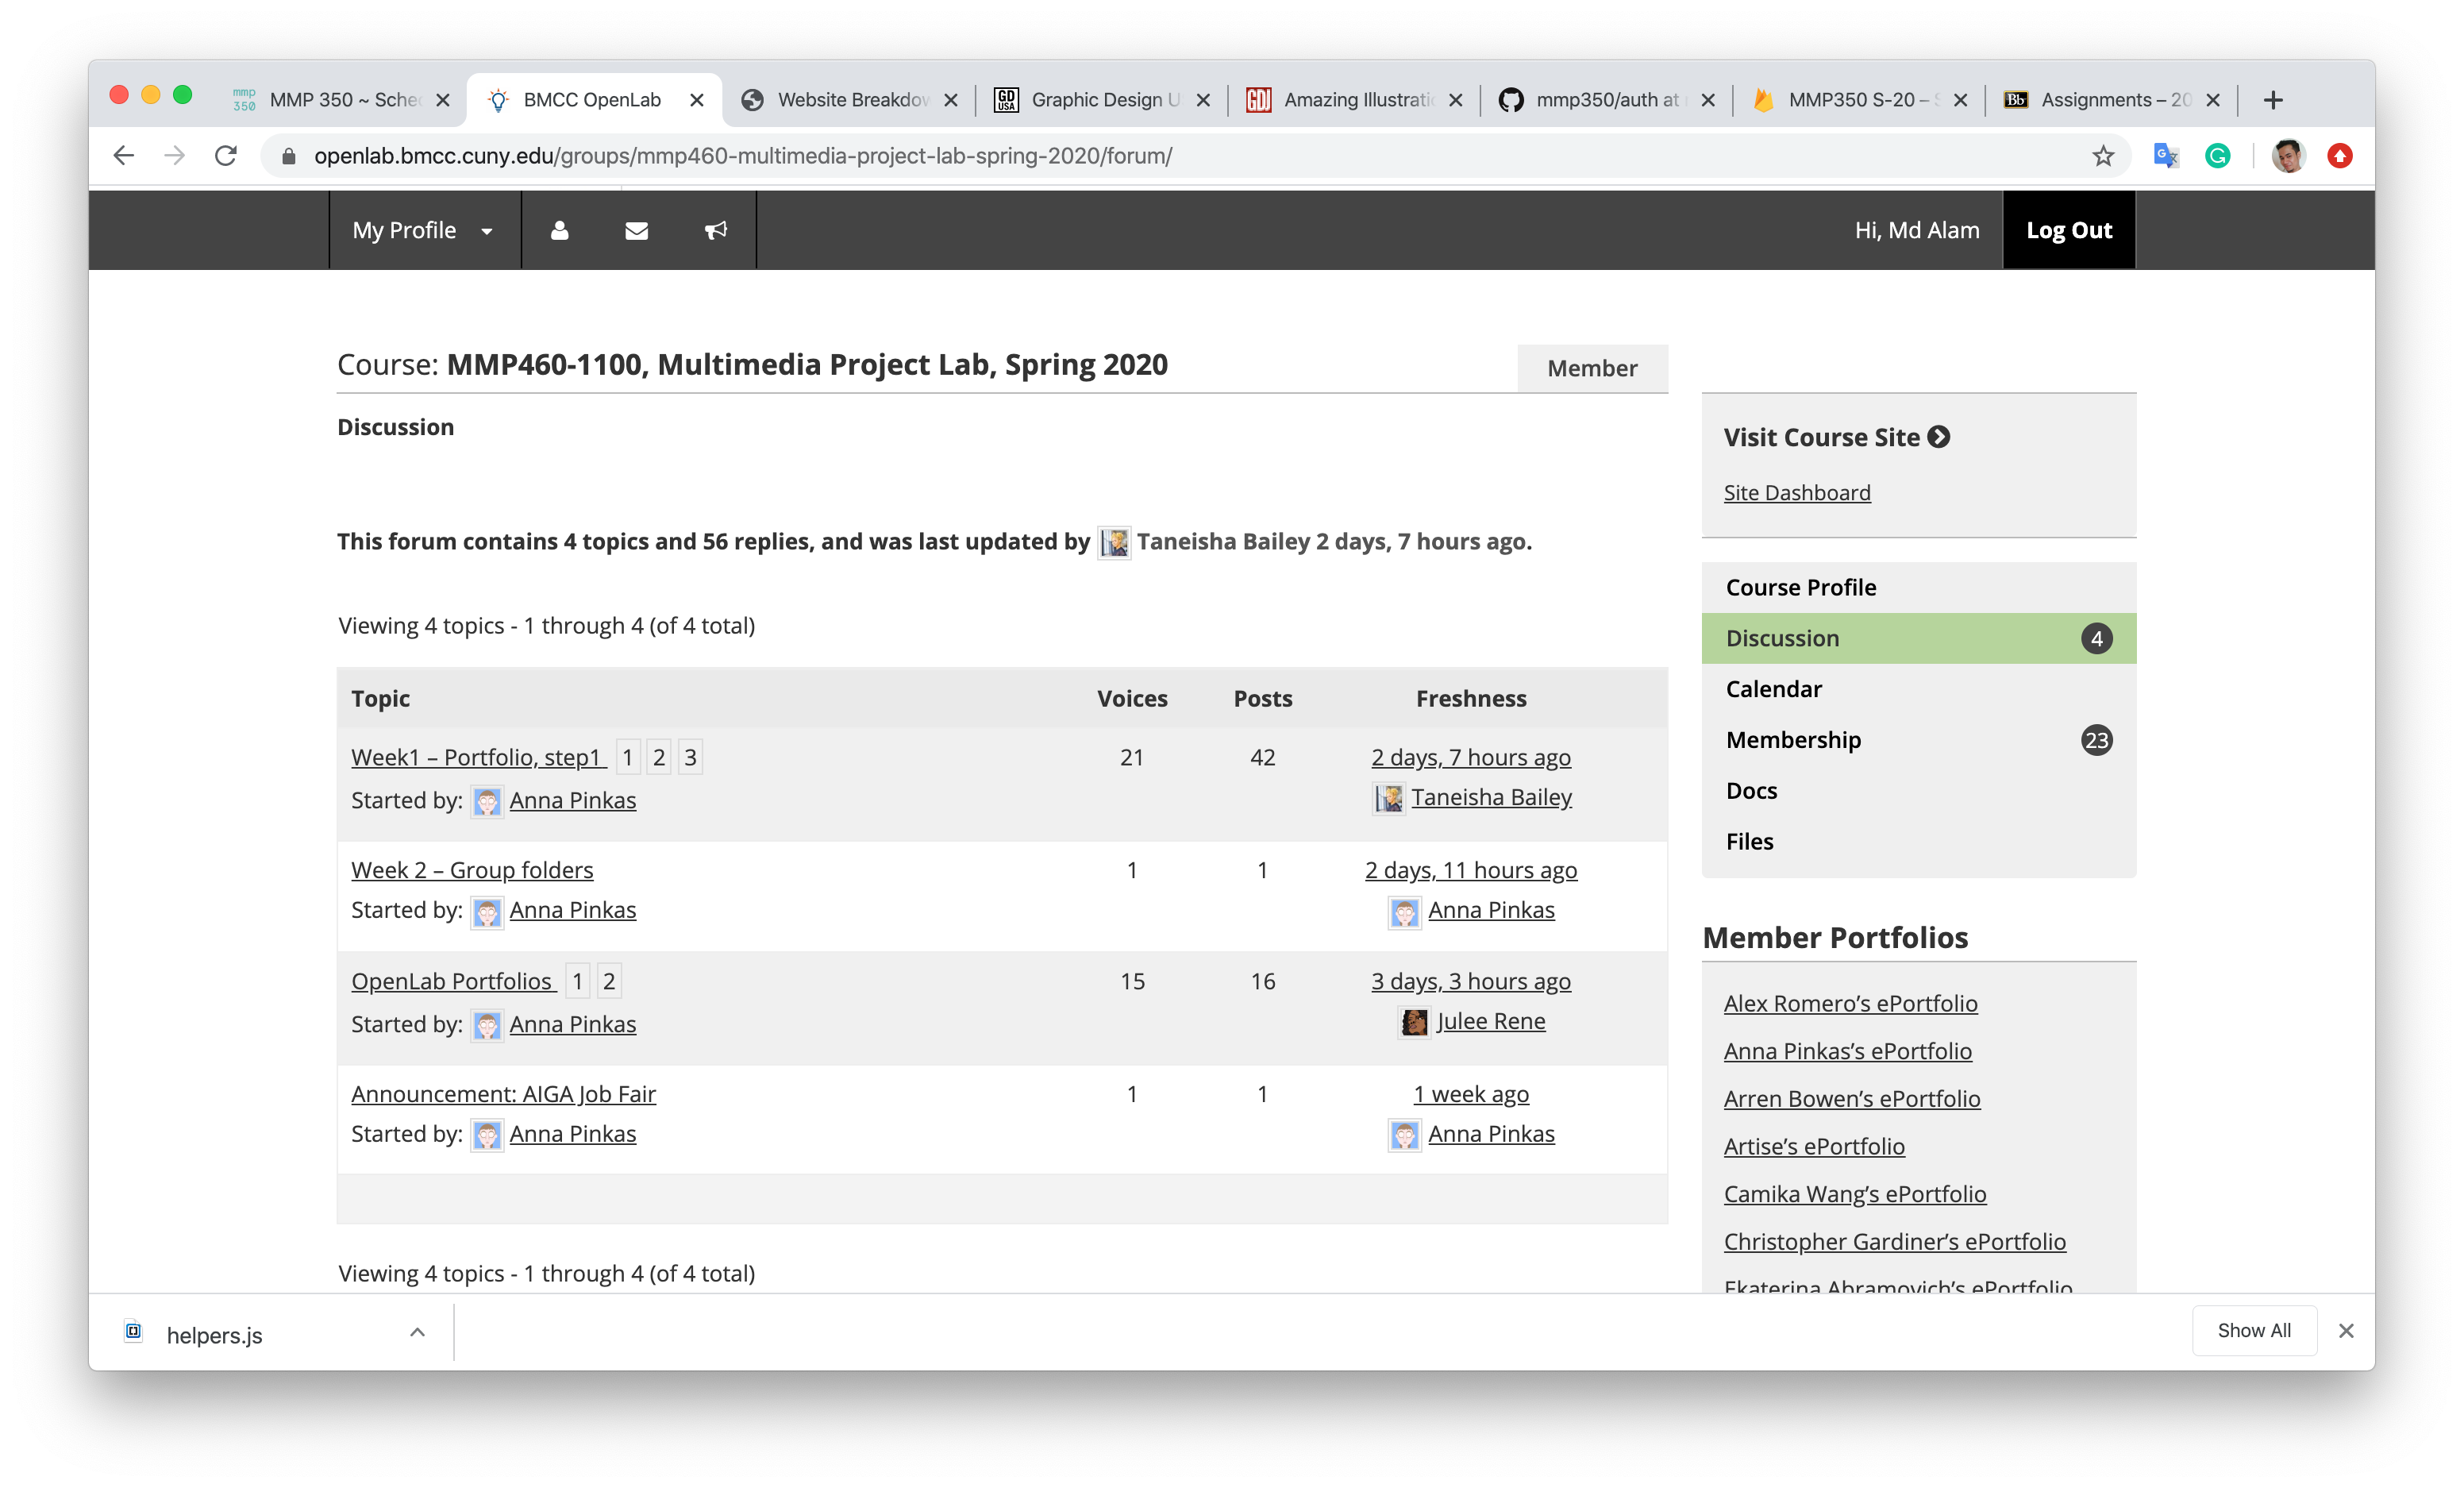 mmp 350 MMP 350 ~ Sche BMCC OpenLab Website Breakdow GD USA Graphic Design U GDJ Amazing Illustrati mmp350/auth at MMP350 S-20 – Bb Assignments – 20
openlab.bmcc.cuny.edu/groups/mmp460-multimedia-project-lab-spring-2020/forum/
My Profile Hi, Md Alam Log Out
Course: MMP460-1100, Multimedia Project Lab, Spring 2020 Member
Discussion
This forum contains 4 topics and 56 replies, and was last updated by Taneisha Bailey 2 days, 7 hours ago.
Viewing 4 topics - 1 through 4 (of 4 total)
Topic Voices Posts Freshness
Week1 – Portfolio, step1 1 2 3 21 42 2 days, 7 hours ago
Started by: Anna Pinkas Taneisha Bailey
Week 2 – Group folders 1 1 2 days, 11 hours ago
Started by: Anna Pinkas Anna Pinkas
OpenLab Portfolios 1 2 15 16 3 days, 3 hours ago
Started by: Anna Pinkas Julee Rene
Announcement: AIGA Job Fair 1 1 1 week ago
Started by: Anna Pinkas Anna Pinkas
Viewing 4 topics - 1 through 4 (of 4 total)
Visit Course Site
Site Dashboard
Course Profile
Discussion 4
Calendar
Membership 23
Docs
Files
Member Portfolios
Alex Romero’s ePortfolio
Anna Pinkas’s ePortfolio
Arren Bowen’s ePortfolio
Artise’s ePortfolio
Camika Wang’s ePortfolio
Christopher Gardiner’s ePortfolio
Ekaterina Abramovich’s ePortfolio
helpers.js Show All